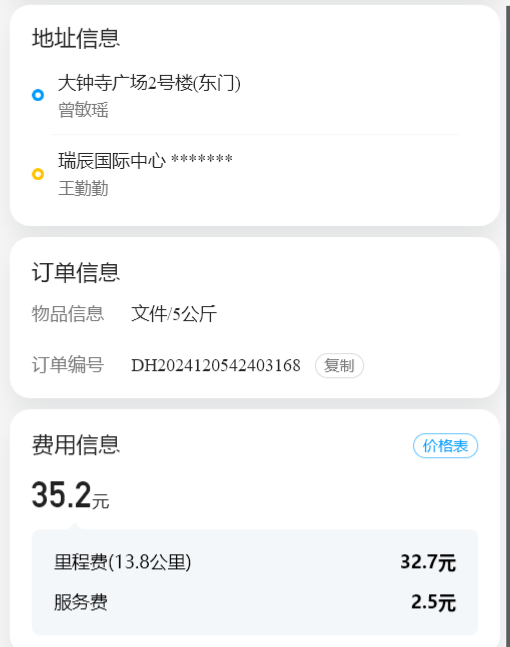 地址信息
大钟寺广场2号楼(东门)
曾敏瑶
瑞辰国际中心 *******
王勤勤
订单信息
物品信息 文件/5公斤
订单编号 DH2024120542403168 复制
费用信息 价格表
35.2元
里程费(13.8公里) 32.7元
服务费 2.5元